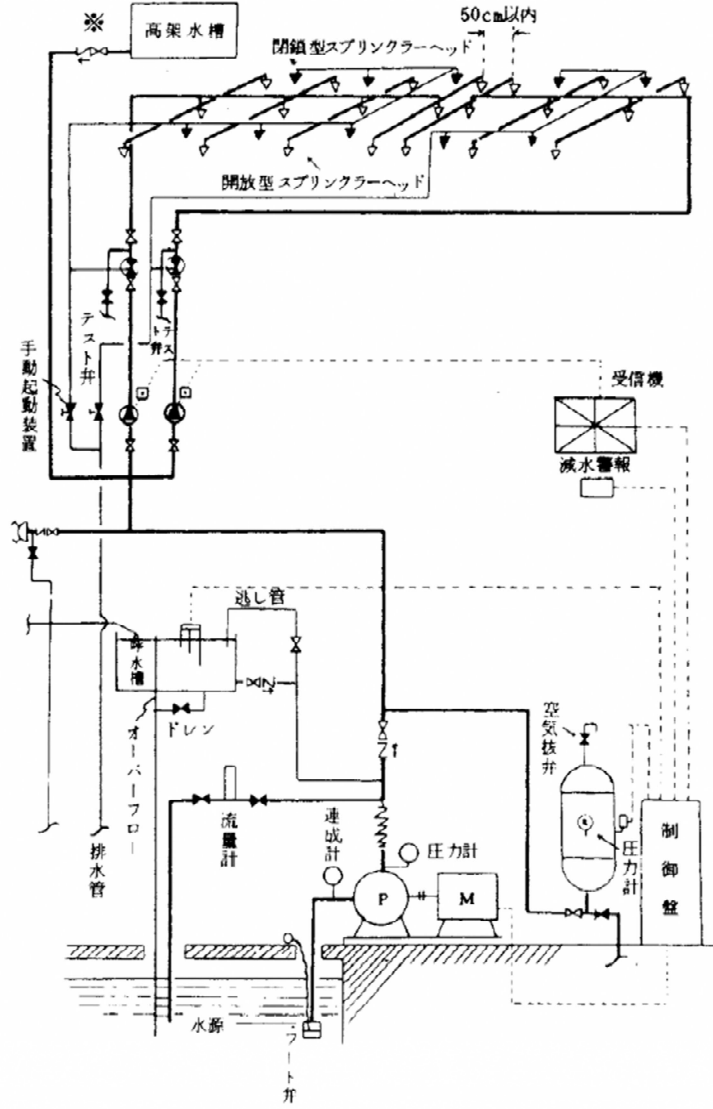 ※
高架水槽
閉鎖型スプリンクラーヘッド
50cm以内
開放型スプリンクラーヘッド
テスト弁
テスト弁
手動起動装置
受信機
減水警報
逃し管
呼水槽
ドレン
オーバーフロー
排水管
流量計
連成計
圧力計
P
M
空気抜弁
圧力計
制御盤
水源
フート弁